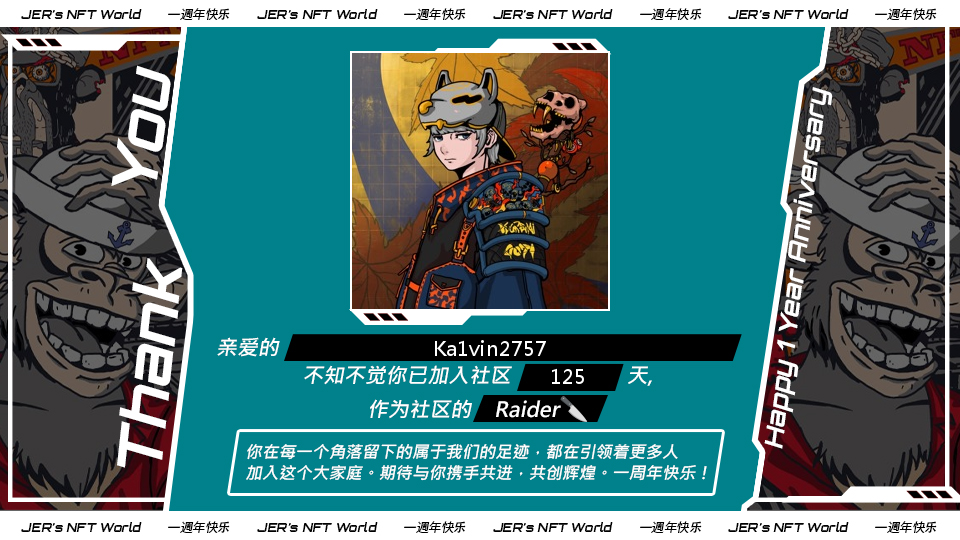 JER's NFT World 一週年快乐 JER's NFT World 一週年快乐 JER's NFT World 一週年快乐 JER's NFT World 一週年快乐
Thank You
亲爱的 Ka1vin2757
不知不觉你已加入社区 125 天,
作为社区的 Raider
你在每一个角落留下的属于我们的足迹，都在引领着更多人
加入这个大家庭。期待与你携手共进，共创辉煌。一周年快乐！
Happy 1 Year Anniversary
JER's NFT World 一週年快乐 JER's NFT World 一週年快乐 JER's NFT World 一週年快乐 JER's NFT World 一週年快乐